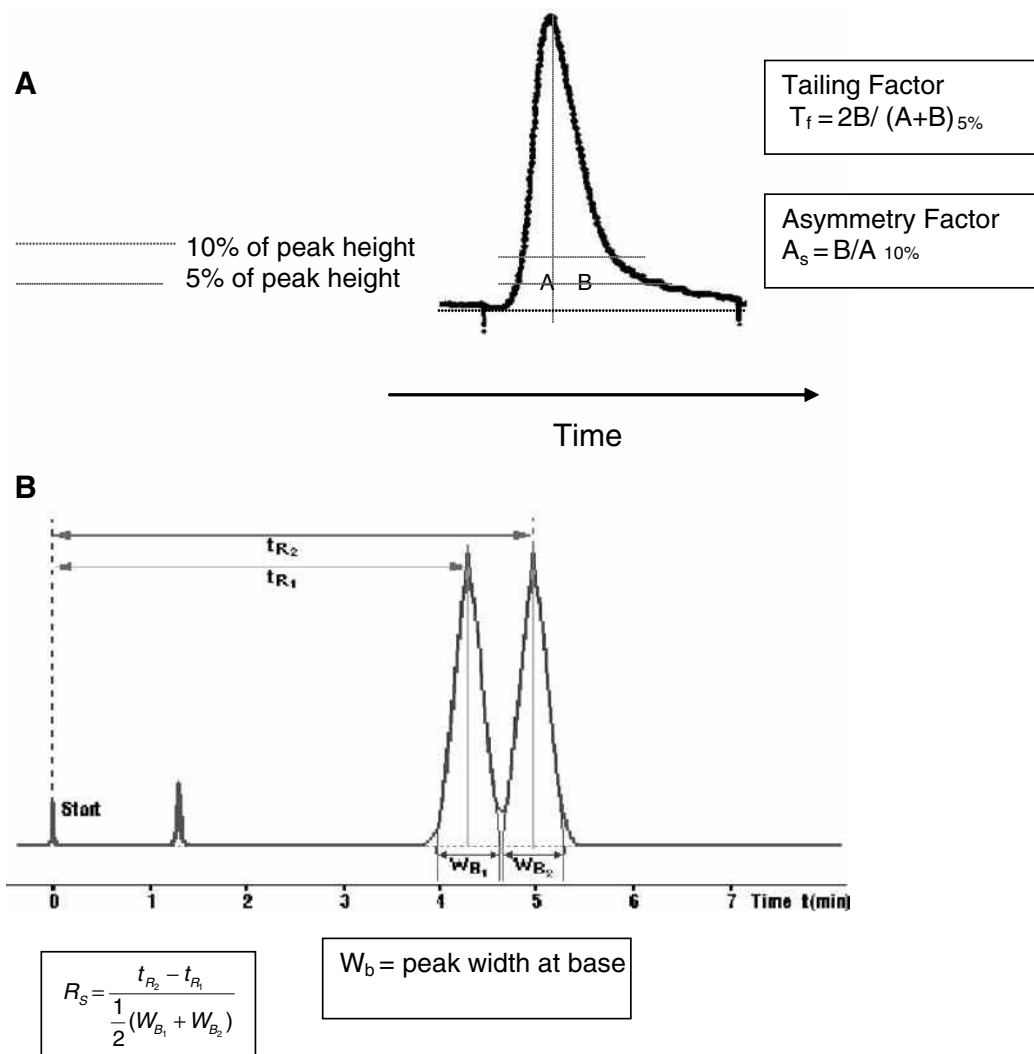 A
Tailing Factor
T_f = 2B/ (A+B) 5%
Asymmetry Factor
A_s = B/A 10%
10% of peak height
5% of peak height
A B
Time
B
t_R2
t_R1
Start
W_B1 W_B2
0 1 2 3 4 5 6 7 Time t(min)
R_S = (t_R2 − t_R1) / (1/2 (W_B1 + W_B2))
W_b = peak width at base